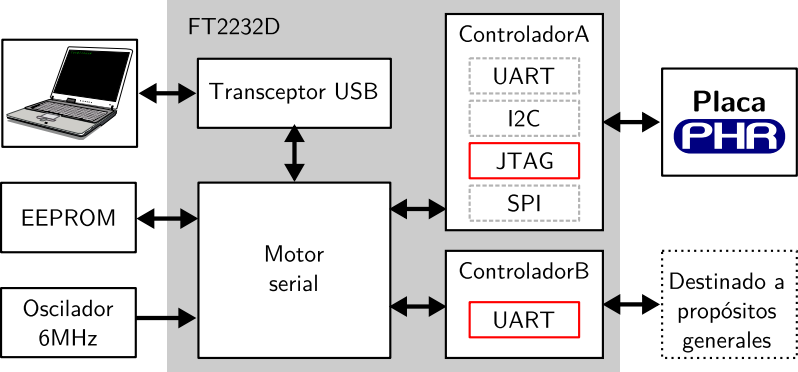 FT2232D
ControladorA
UART
I2C
JTAG
SPI
Transceptor USB
Placa
PHR
EEPROM
Motor
serial
ControladorB
UART
Oscilador
6MHz
Destinado a
propósitos
generales